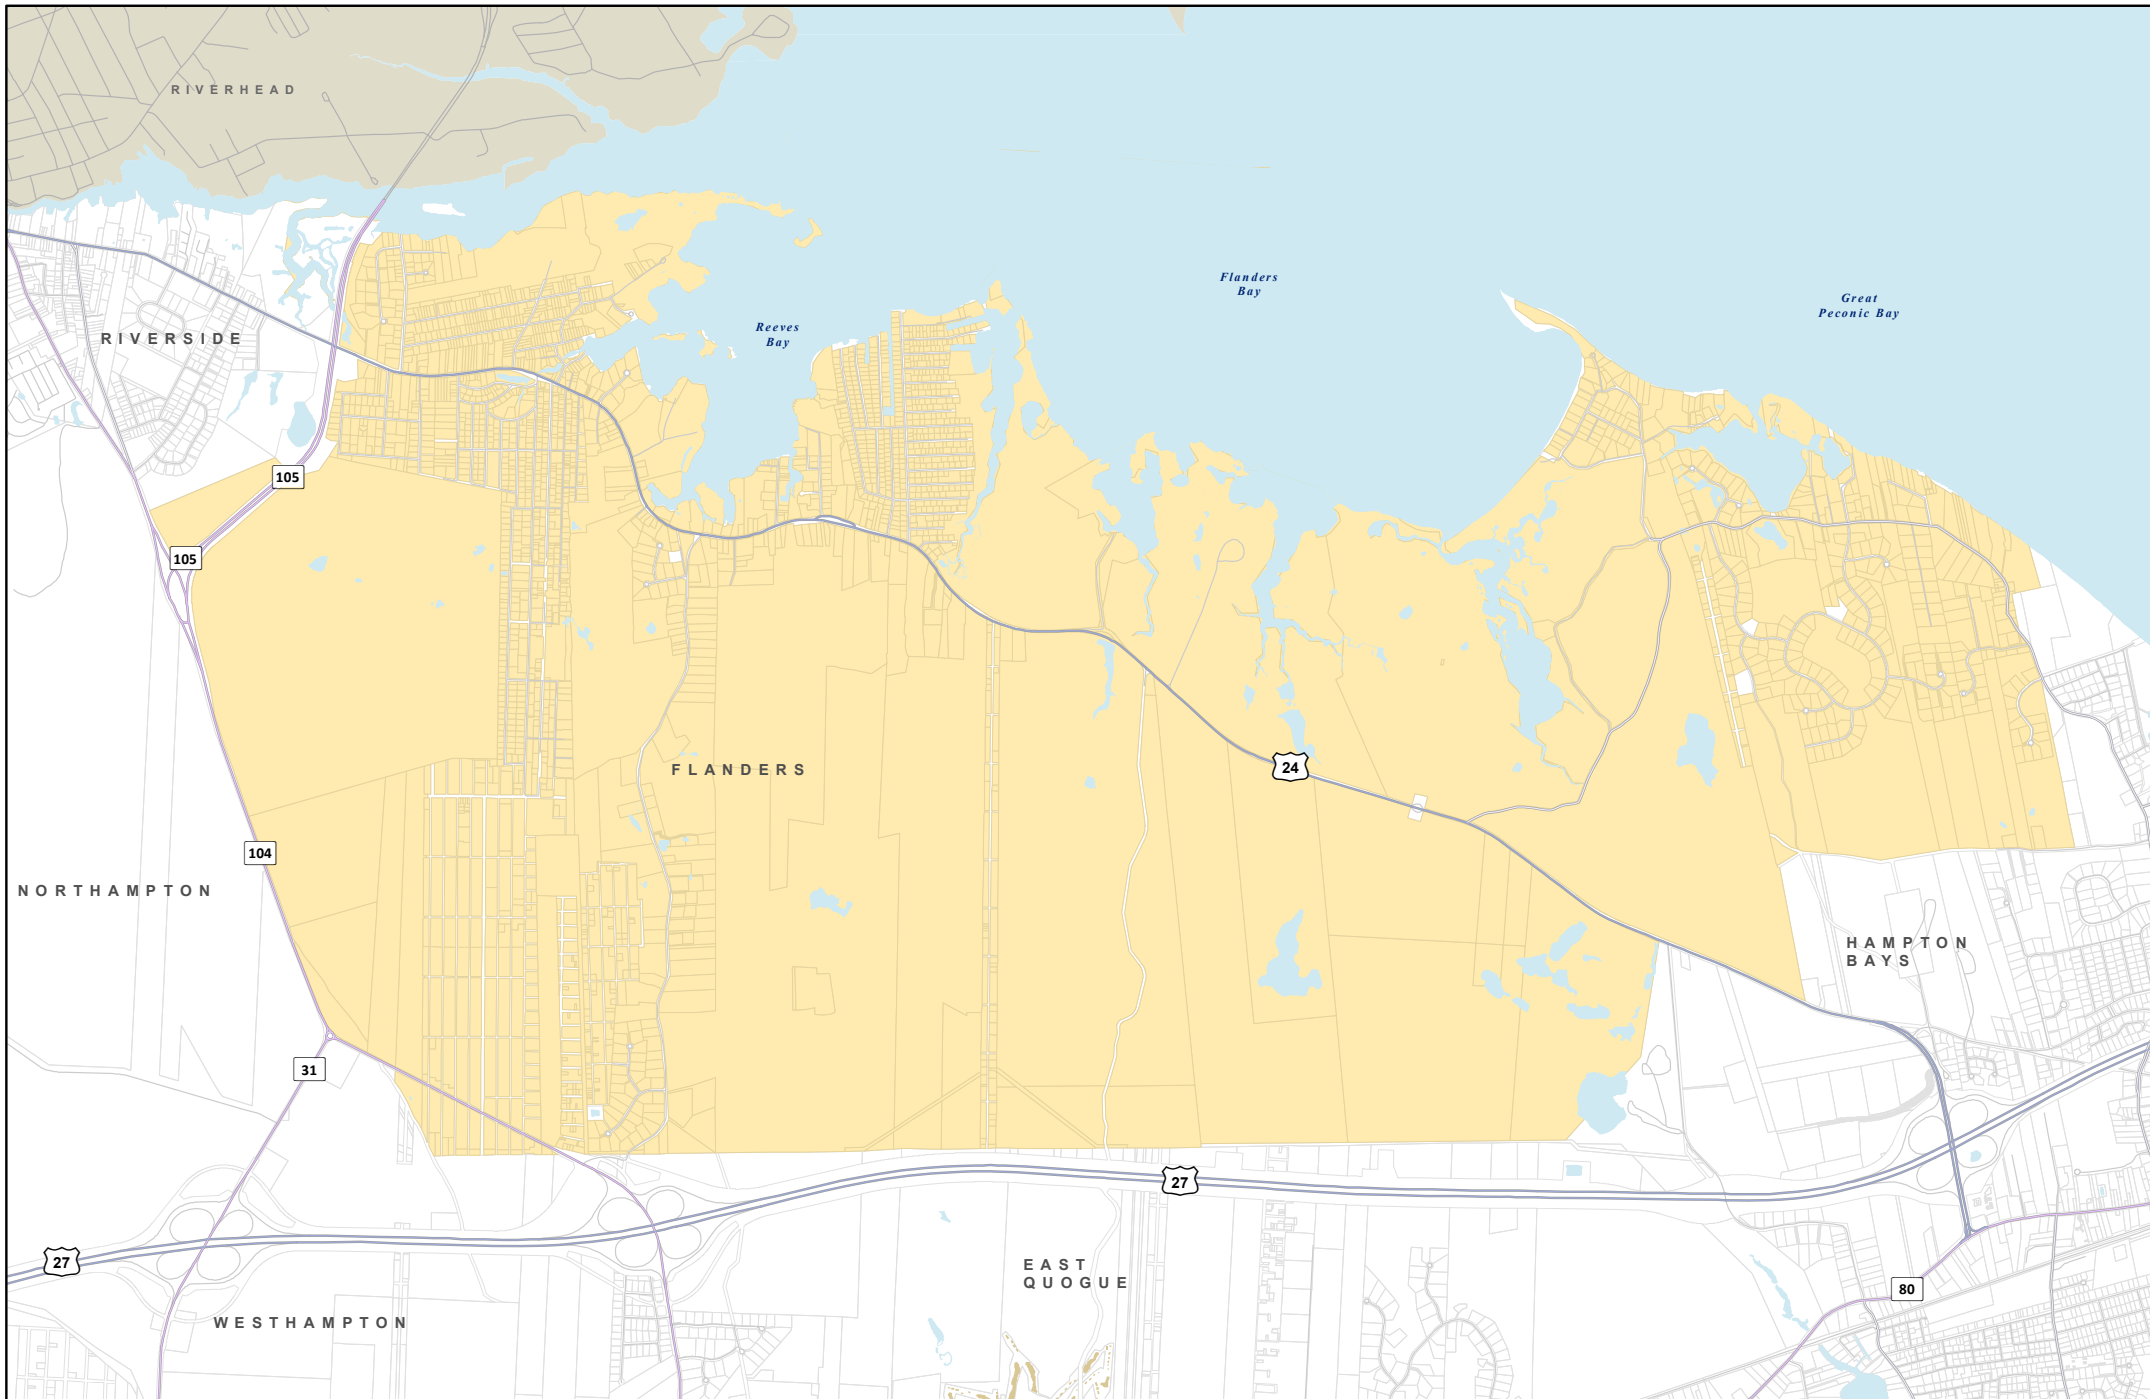 RIVERHEAD
Flanders
Bay
Great
Peconic Bay
Reeves
Bay
RIVERSIDE
105
105
24
FLANDERS
104
NORTHAMPTON
HAMPTON
BAYS
31
27
27
EAST
QUOGUE
80
WESTHAMPTON